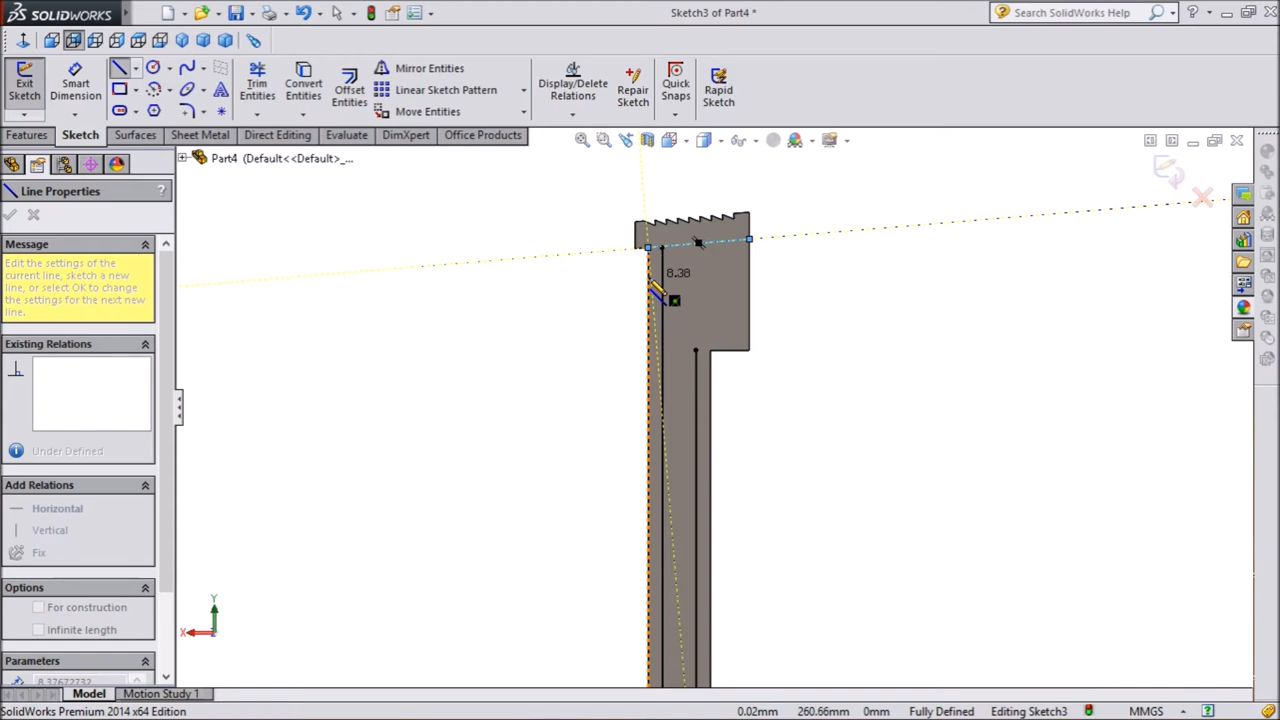 SOLIDWORKS
Sketch3 of Part4 *
Search SolidWorks Help
Exit Sketch
Smart Dimension
Trim Entities
Convert Entities
Offset Entities
Mirror Entities
Linear Sketch Pattern
Move Entities
Display/Delete Relations
Repair Sketch
Quick Snaps
Rapid Sketch
Features
Sketch
Surfaces
Sheet Metal
Direct Editing
Evaluate
DimXpert
Office Products
Part4 (Default<<Default>_...
Line Properties
?
Message
Edit the settings of the
current line, sketch a new
line, or select OK to change
the settings for the next new
line.
Existing Relations
Under Defined
Add Relations
Horizontal
Vertical
Fix
Options
For construction
Infinite length
Parameters
8.37672732
8.38
Y
X
Model
Motion Study 1
SolidWorks Premium 2014 x64 Edition
0.02mm
260.66mm
0mm
Fully Defined
Editing Sketch3
MMGS